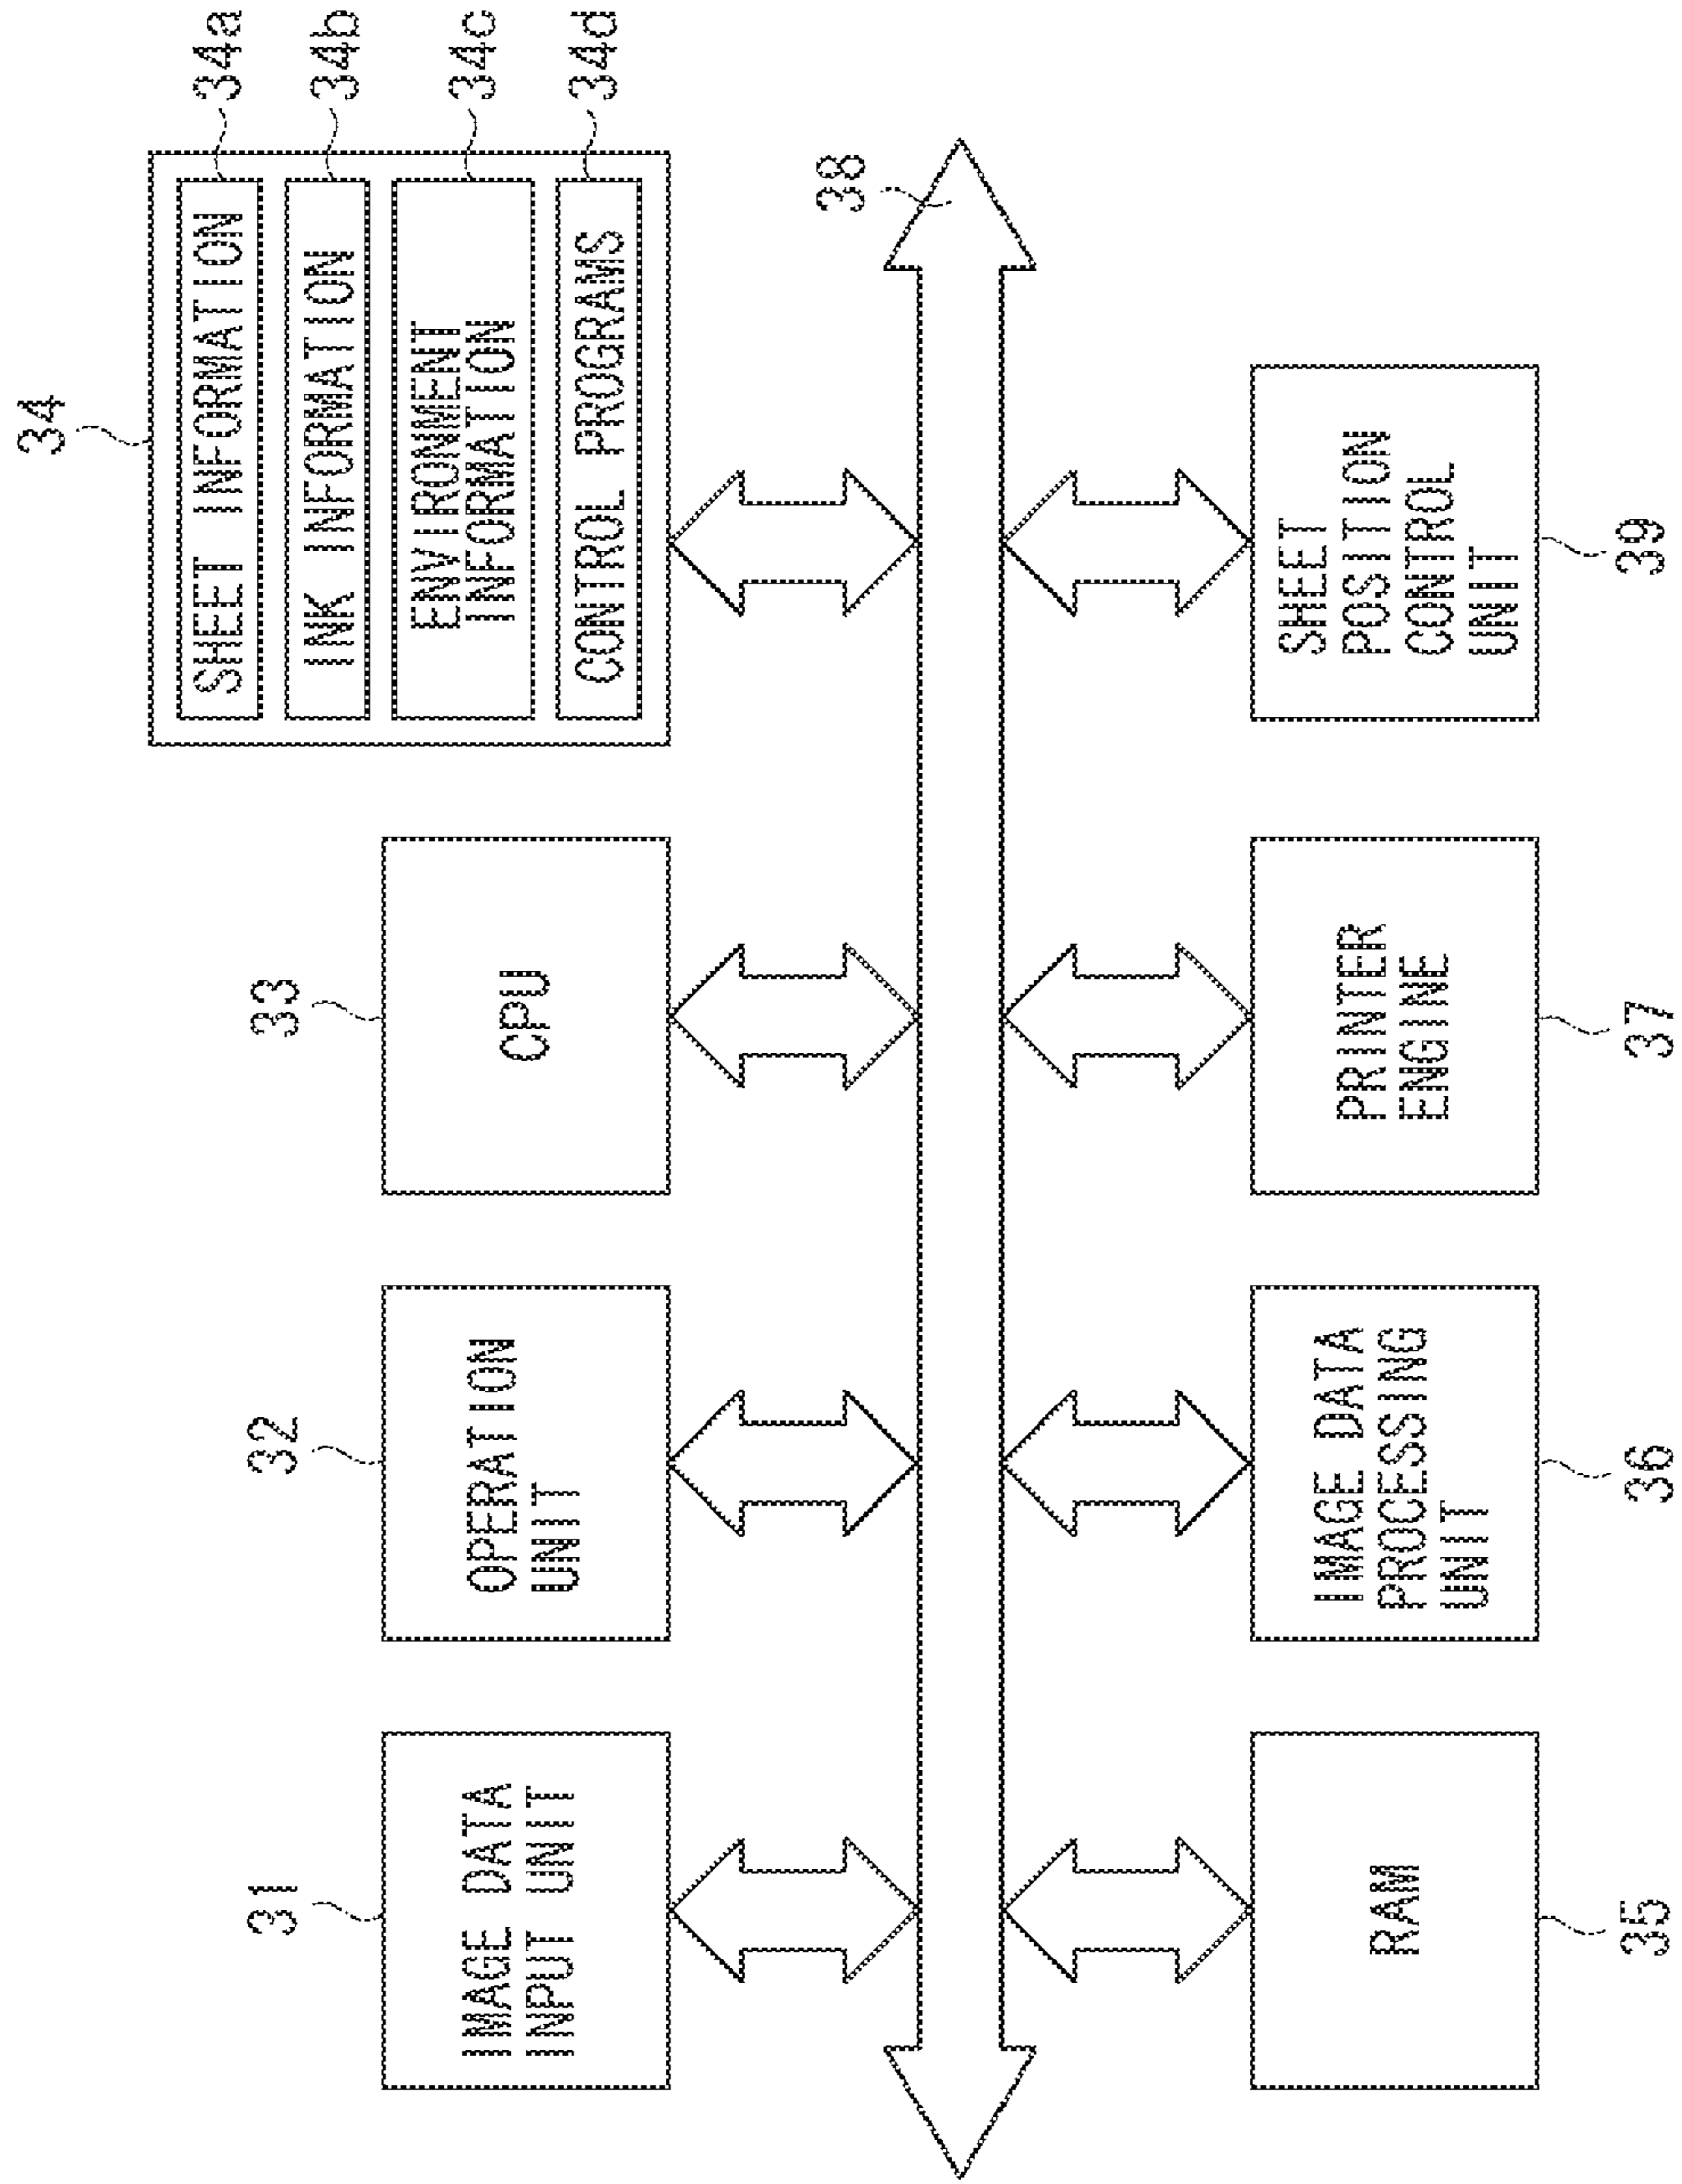 34
SHEET INFORMATION
34a
INK INFORMATION
34b
ENVIRONMENT
INFORMATION
34c
CONTROL PROGRAMS
34d
31
IMAGE DATA
INPUT UNIT
32
OPERATION
UNIT
33
CPU
38
RAM
35
IMAGE DATA
PROCESSING
UNIT
36
PRINTER
ENGINE
37
SHEET
POSITION
CONTROL
UNIT
39